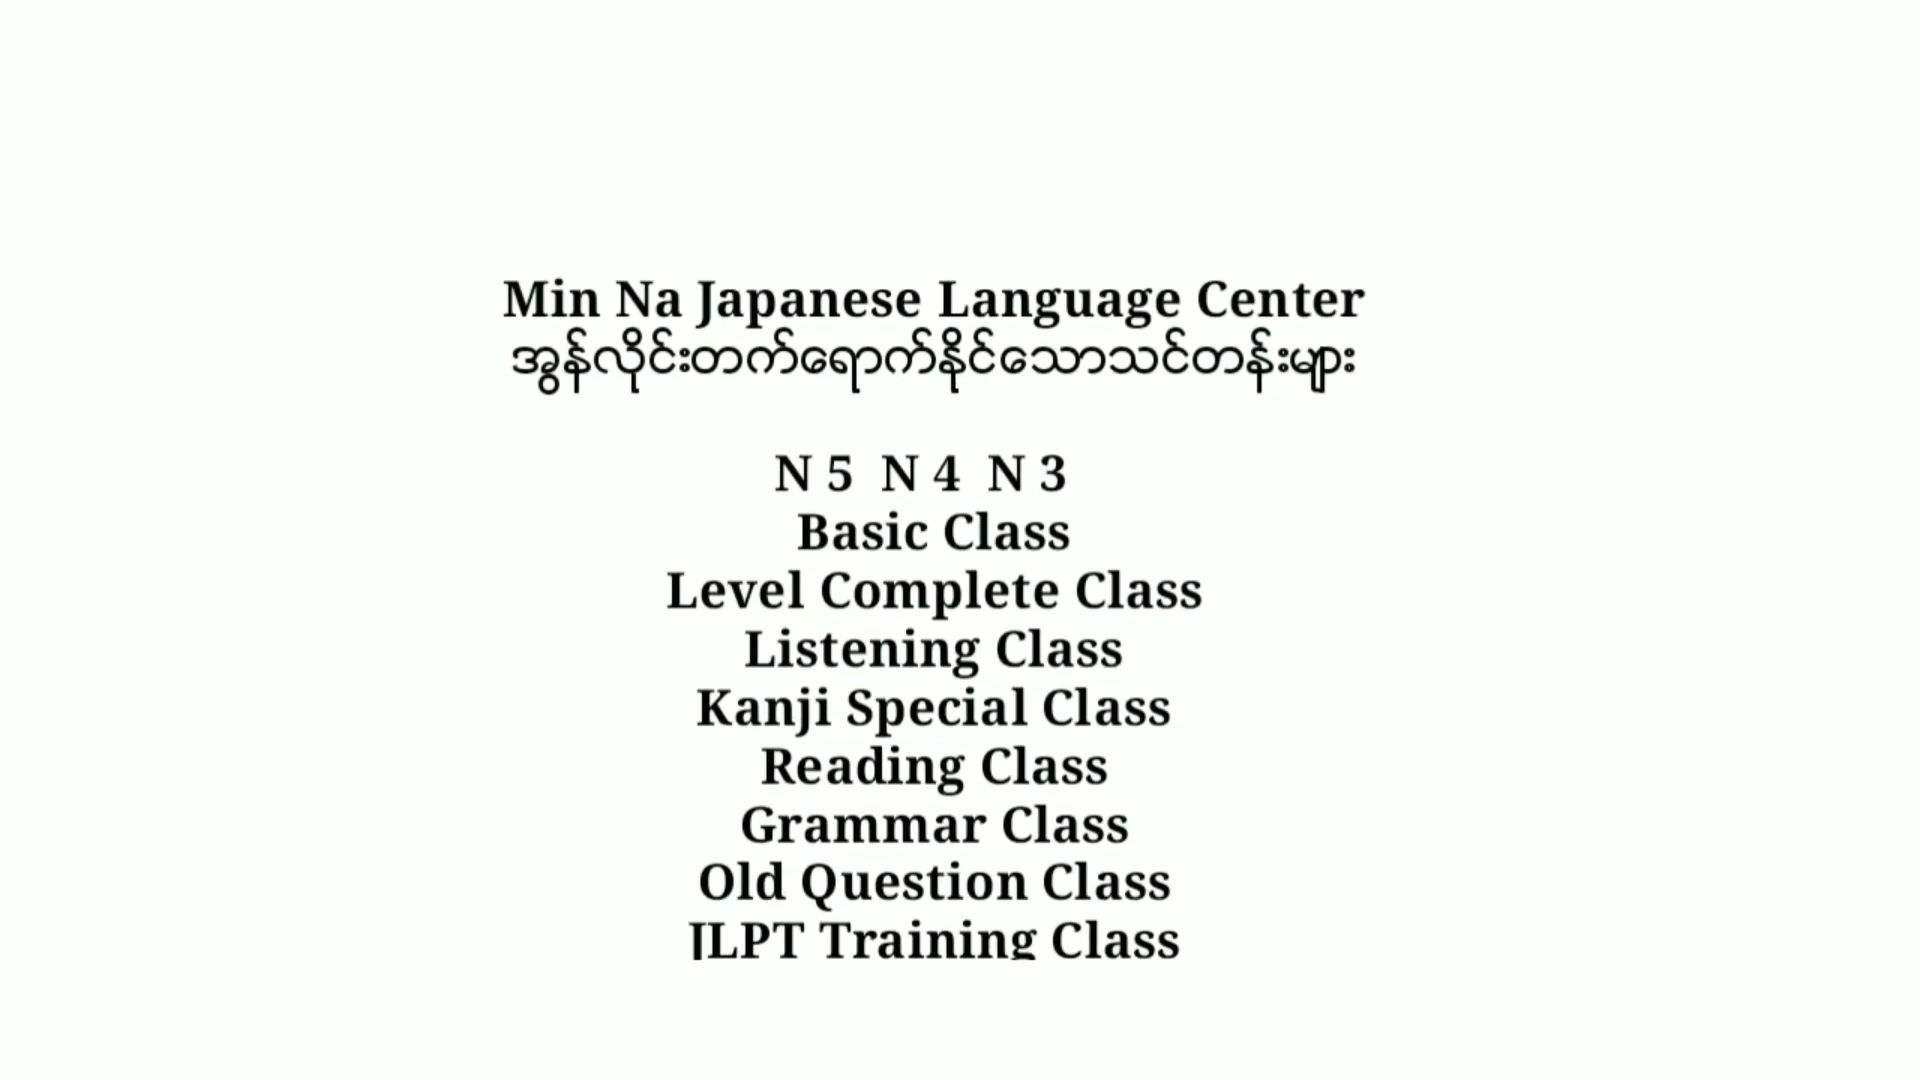 Min Na Japanese Language Center
အွန်လိုင်းတက်ရောက်နိုင်သောသင်တန်းများ
N 5 N 4 N 3
Basic Class
Level Complete Class
Listening Class
Kanji Special Class
Reading Class
Grammar Class
Old Question Class
JLPT Training Class